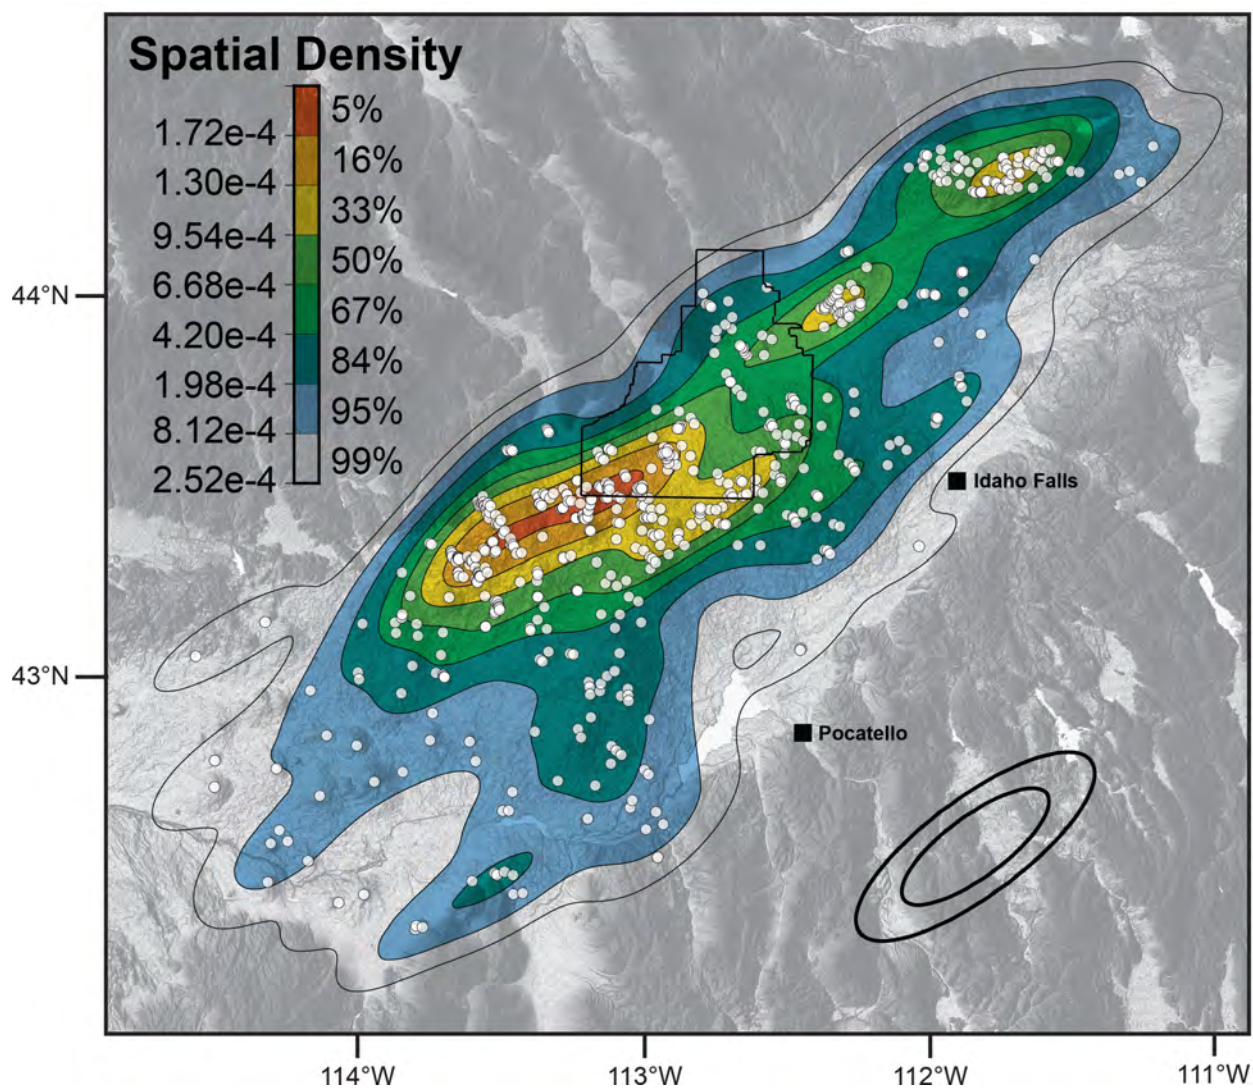 Spatial Density
5%
1.72e-4
16%
1.30e-4
33%
9.54e-4
50%
6.68e-4
67%
4.20e-4
84%
1.98e-4
95%
8.12e-4
99%
2.52e-4
44°N
Idaho Falls
43°N
Pocatello
114°W
113°W
112°W
111°W